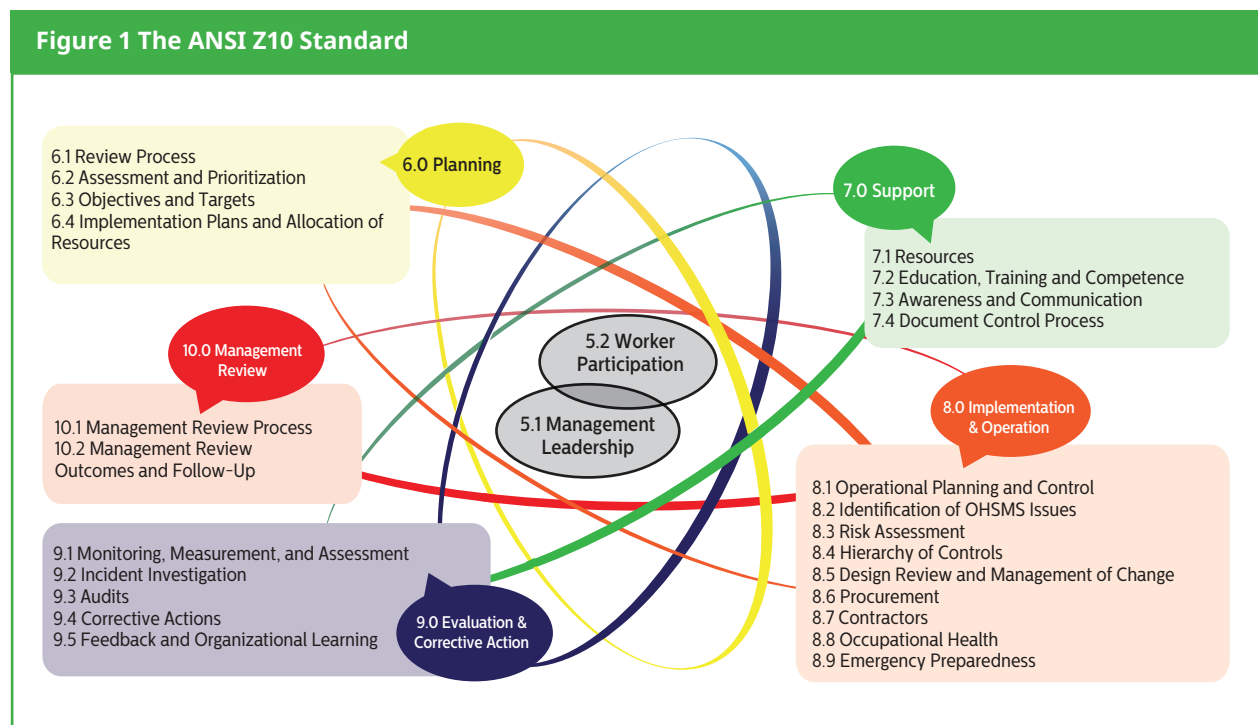 Figure 1 The ANSI Z10 Standard
6.0 Planning
6.1 Review Process
6.2 Assessment and Prioritization
6.3 Objectives and Targets
6.4 Implementation Plans and Allocation of
Resources
7.0 Support
7.1 Resources
7.2 Education, Training and Competence
7.3 Awareness and Communication
7.4 Document Control Process
5.2 Worker
Participation
5.1 Management
Leadership
10.0 Management
Review
10.1 Management Review Process
10.2 Management Review
Outcomes and Follow-Up
8.0 Implementation
& Operation
8.1 Operational Planning and Control
8.2 Identification of OHSMS Issues
8.3 Risk Assessment
8.4 Hierarchy of Controls
8.5 Design Review and Management of Change
8.6 Procurement
8.7 Contractors
8.8 Occupational Health
8.9 Emergency Preparedness
9.1 Monitoring, Measurement, and Assessment
9.2 Incident Investigation
9.3 Audits
9.4 Corrective Actions
9.5 Feedback and Organizational Learning
9.0 Evaluation &
Corrective Action